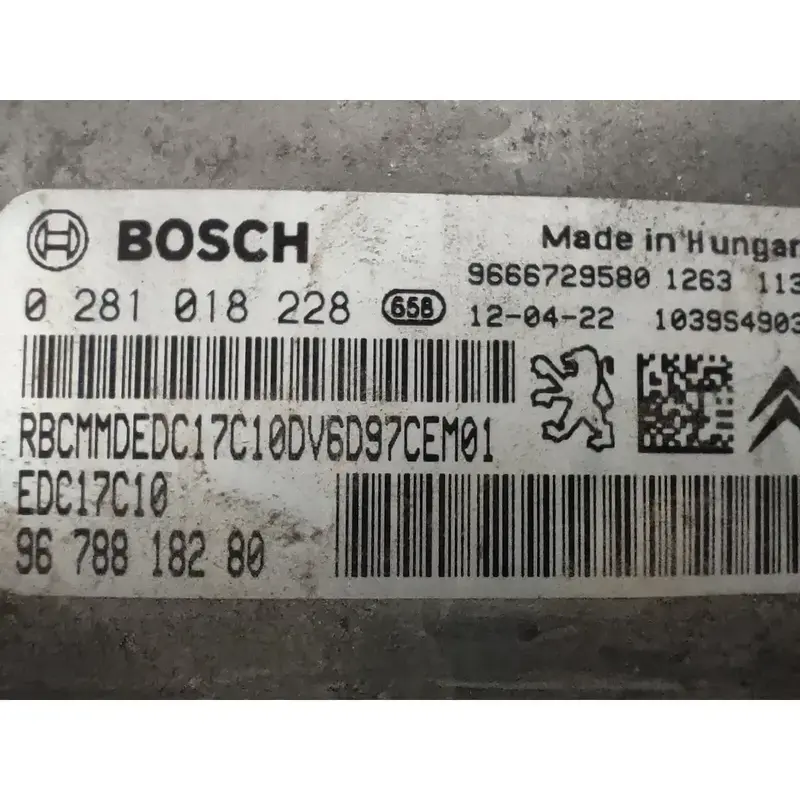 BOSCH
Made in Hungar
9666729580 1263 113
0 281 018 228 658
12-04-22 1039S4903
RBCMMDEDC17C10DV6D97CEM01
EDC17C10
96 788 182 80